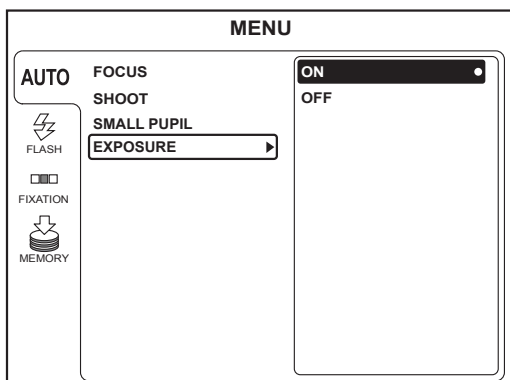 MENU
AUTO
FLASH
FIXATION
MEMORY
FOCUS
SHOOT
SMALL PUPIL
EXPOSURE
ON
OFF